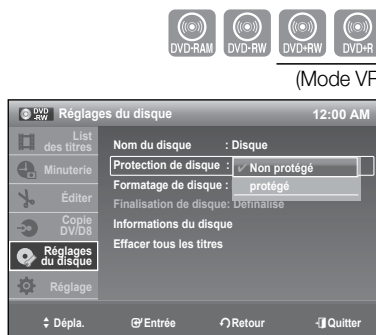 DVD-RAM DVD-RW DVD+RW DVD+R
(Mode VF
DVD -RW Réglages du disque 12:00 AM
List des titres
Nom du disque : Disque
Protection de disque : ✓ Non protégé
Minuterie
protégé
Formatage de disque :
Éditer
Finalisation de disque: Définalisé
Copie DV/D8
Informations du disque
Effacer tous les titres
Réglages du disque
Réglage
Dépla. Entrée Retour Quitter